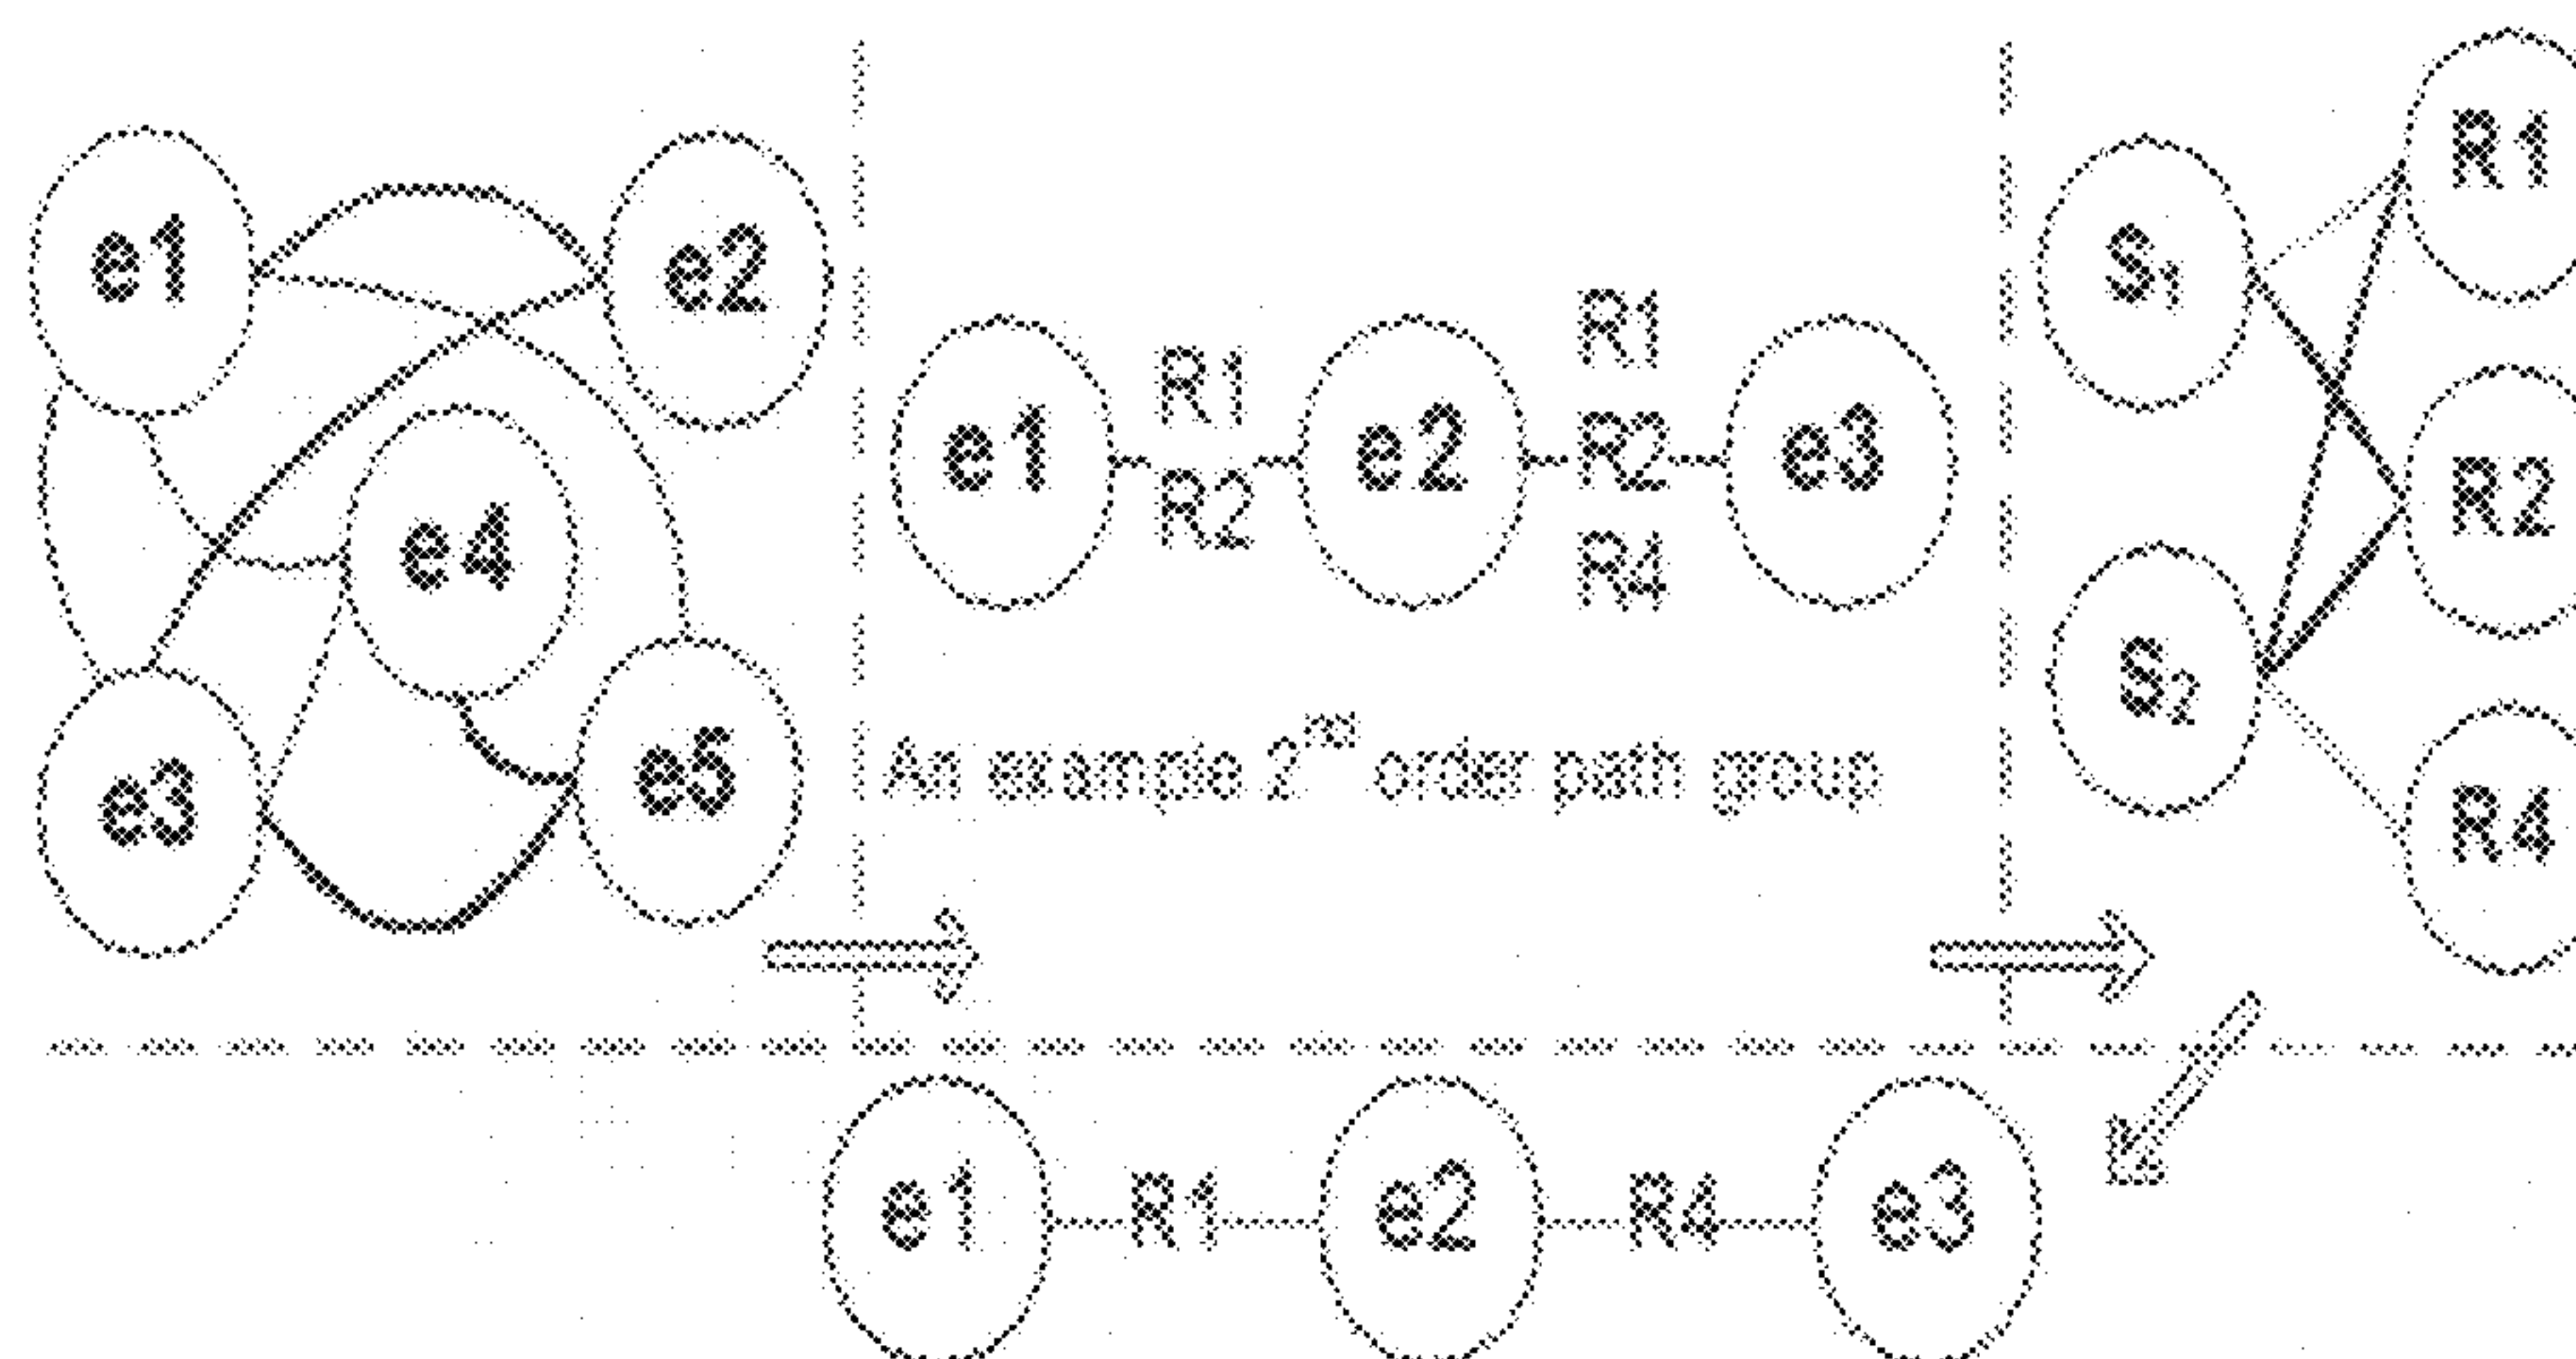 e1
e2
e4
e3
e5
e1
R1
R2
e2
R1
R2
R4
e3
An example 2nd order path group
S1
S2
R1
R2
R4
e1
R1
e2
R4
e3